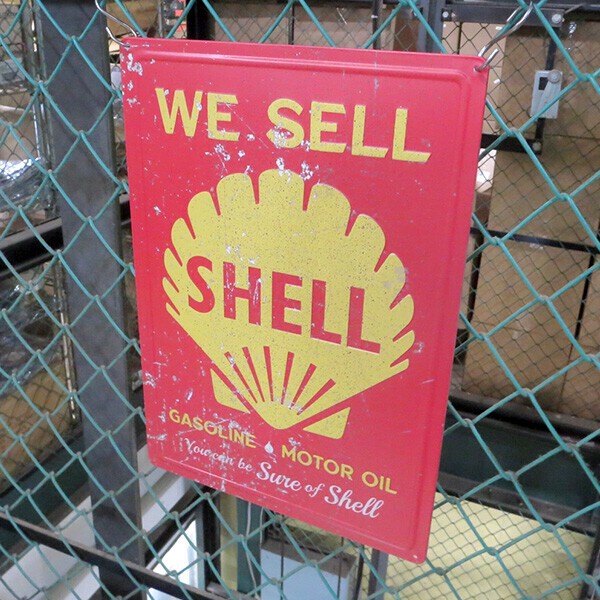 WE SELL
SHELL
GASOLINE MOTOR OIL
You can be Sure of Shell